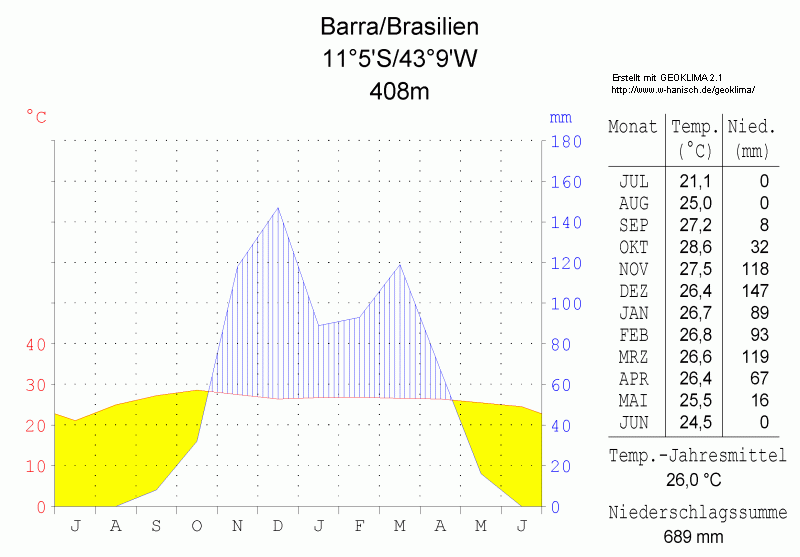 Barra/Brasilien
11°5'S/43°9'W
408m
Erstellt mit GEOKLIMA 2.1
http://www.w-hanisch.de/geoklima/
°C
mm
180
160
140
120
100
40 80
30 60
20 40
10 20
0 0
J A S O N D J F M A M J
Monat Temp. Nied.
(°C) (mm)
JUL 21,1 0
AUG 25,0 0
SEP 27,2 8
OKT 28,6 32
NOV 27,5 118
DEZ 26,4 147
JAN 26,7 89
FEB 26,8 93
MRZ 26,6 119
APR 26,4 67
MAI 25,5 16
JUN 24,5 0
Temp.-Jahresmittel
26,0 °C
Niederschlagssumme
689 mm